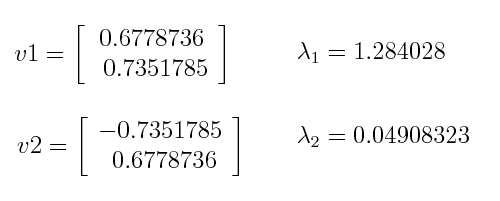 v1 = [ 0.6778736 0.7351785 ] λ₁ = 1.284028
v2 = [ −0.7351785 0.6778736 ] λ₂ = 0.04908323